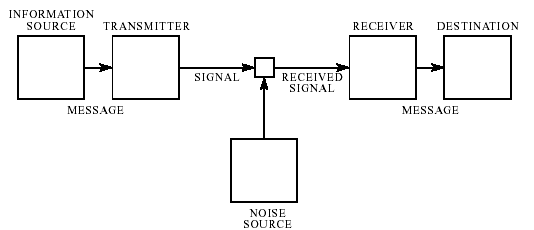 INFORMATION
SOURCE
TRANSMITTER
RECEIVER
DESTINATION
SIGNAL
RECEIVED
SIGNAL
MESSAGE
MESSAGE
NOISE
SOURCE